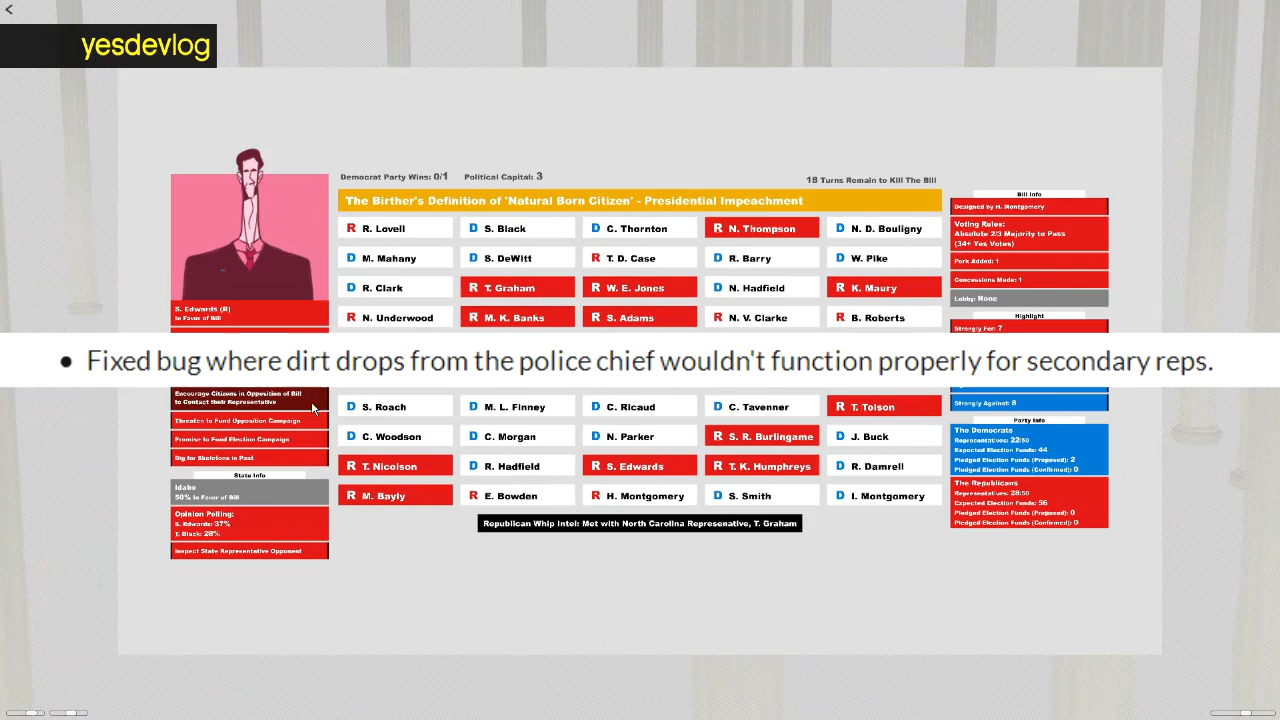 yesdevlog
Democrat Party Wins: 0/1
Political Capital: 3
18 Turns Remain to Kill The Bill
The Birther's Definition of 'Natural Born Citizen' - Presidential Impeachment
R R. Lovell
D S. Black
D C. Thornton
R N. Thompson
D N. D. Bouligny
D M. Mahany
D S. DeWitt
R T. D. Case
D R. Barry
D W. Pike
D R. Clark
R T. Graham
R W. E. Jones
D N. Hadfield
R K. Maury
R N. Underwood
R M. K. Banks
R S. Adams
R N. V. Clarke
R B. Roberts
S. Edwards (R)
In Favor of Bill
Bill Info
Designed by H. Montgomery
Voting Rules:
Absolute 2/3 Majority to Pass
(34+ Yes Votes)
Pork Added: 1
Concessions Made: 1
Lobby: None
Highlight
Strongly For: 7
• Fixed bug where dirt drops from the police chief wouldn't function properly for secondary reps.
Encourage Citizens in Opposition of Bill
to Contact their Representative
Threaten to Fund Opposition Campaign
Promise to Fund Election Campaign
Dig for Skeletons in Past
State Info
Idaho
50% In Favor of Bill
Opinion Polling:
S. Edwards: 37%
T. Black: 28%
Inspect State Representative Opponent
D S. Roach
D M. L. Finney
D C. Ricaud
D C. Tavenner
R T. Tolson
D C. Woodson
D C. Morgan
D N. Parker
R S. R. Burlingame
D J. Buck
R T. Nicolson
D R. Hadfield
R S. Edwards
R T. K. Humphreys
D R. Damrell
R M. Bayly
R E. Bowden
R H. Montgomery
D S. Smith
D I. Montgomery
Republican Whip Intel: Met with North Carolina Represenative, T. Graham
Strongly Against: 8
Party Info
The Democrats
Representatives: 22/50
Expected Election Funds: 44
Pledged Election Funds (Proposed): 2
Pledged Election Funds (Confirmed): 0
The Republicans
Representatives: 28/50
Expected Election Funds: 56
Pledged Election Funds (Proposed): 0
Pledged Election Funds (Confirmed): 0